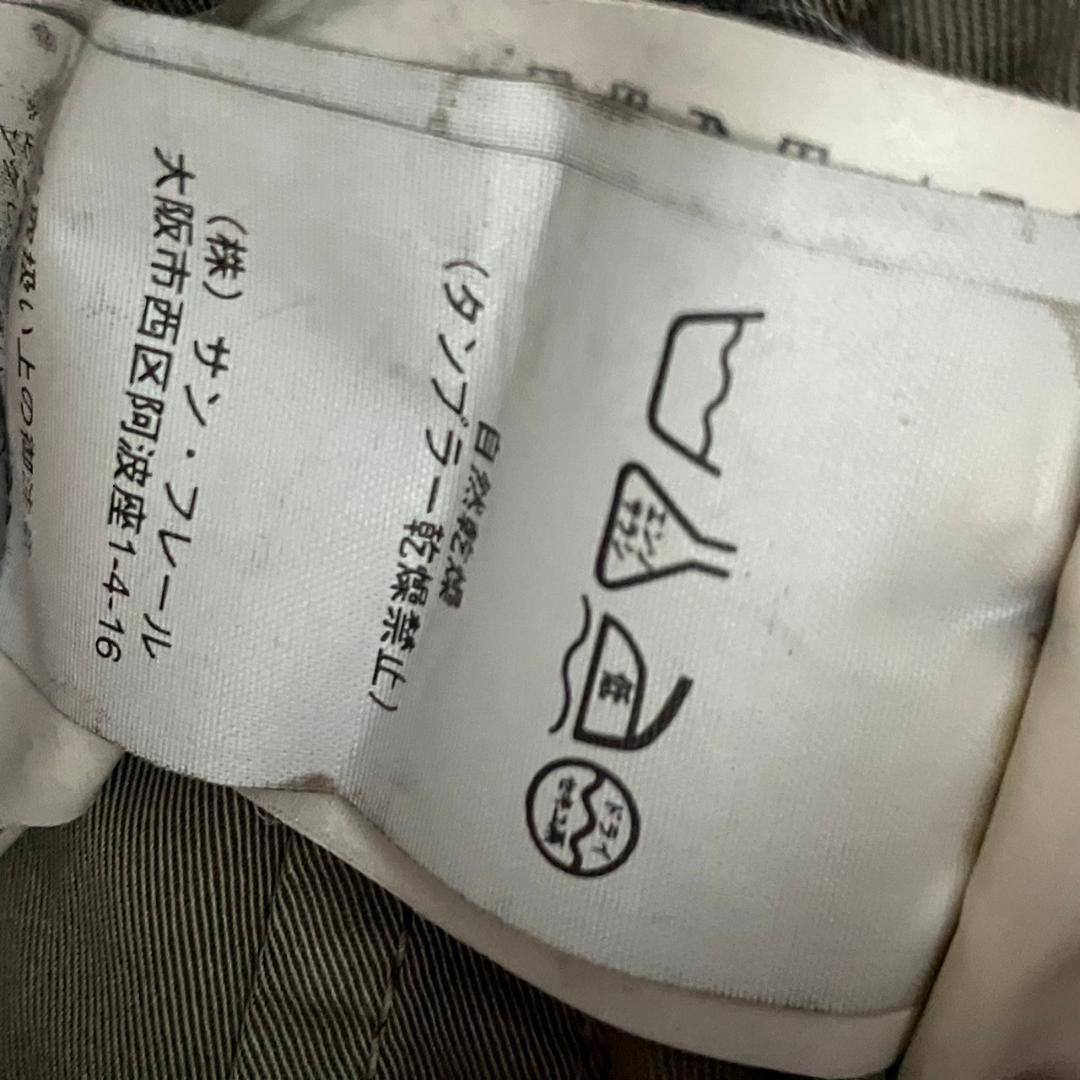 エンソ
サラシ
低
ドライ
セキユ系
自然乾燥
(タンブラー乾燥禁止)
(株) サン・フレール
大阪市西区阿波座1-4-16